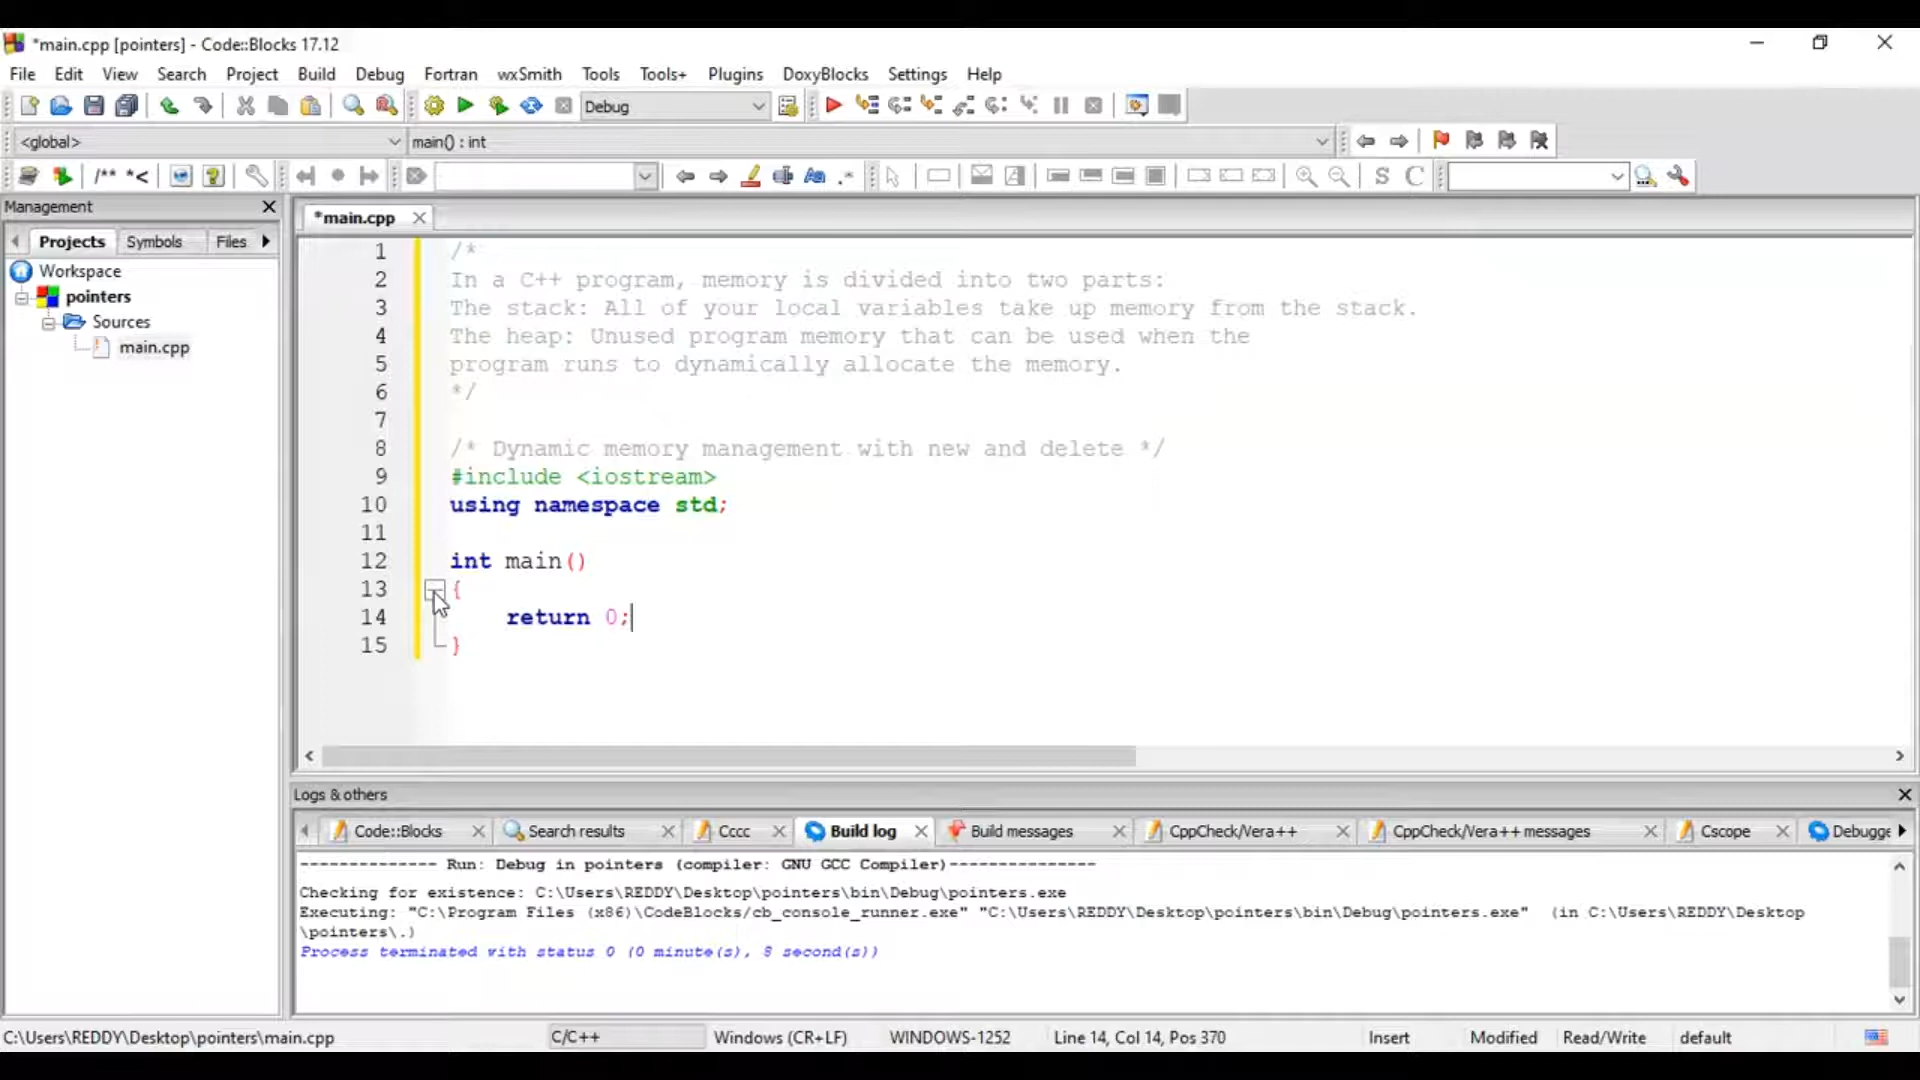 *main.cpp [pointers] - Code::Blocks 17.12
File Edit View Search Project Build Debug Fortran wxSmith Tools Tools+ Plugins DoxyBlocks Settings Help
Debug
<global> main() : int
/** *<
S C
Management
Projects Symbols Files
Workspace
pointers
Sources
main.cpp
*main.cpp
1 /*
2 In a C++ program, memory is divided into two parts:
3 The stack: All of your local variables take up memory from the stack.
4 The heap: Unused program memory that can be used when the
5 program runs to dynamically allocate the memory.
6 */
7
8 /* Dynamic memory management with new and delete */
9 #include <iostream>
10 using namespace std;
11
12 int main()
13 {
14 return 0;
15 }
Logs & others
Code::Blocks Search results Cccc Build log Build messages CppCheck/Vera++ CppCheck/Vera++ messages Cscope Debugge
-------------- Run: Debug in pointers (compiler: GNU GCC Compiler)---------------
Checking for existence: C:\Users\REDDY\Desktop\pointers\bin\Debug\pointers.exe
Executing: "C:\Program Files (x86)\CodeBlocks/cb_console_runner.exe" "C:\Users\REDDY\Desktop\pointers\bin\Debug\pointers.exe" (in C:\Users\REDDY\Desktop
\pointers\.)
Process terminated with status 0 (0 minute(s), 8 second(s))
C:\Users\REDDY\Desktop\pointers\main.cpp C/C++ Windows (CR+LF) WINDOWS-1252 Line 14, Col 14, Pos 370 Insert Modified Read/Write default